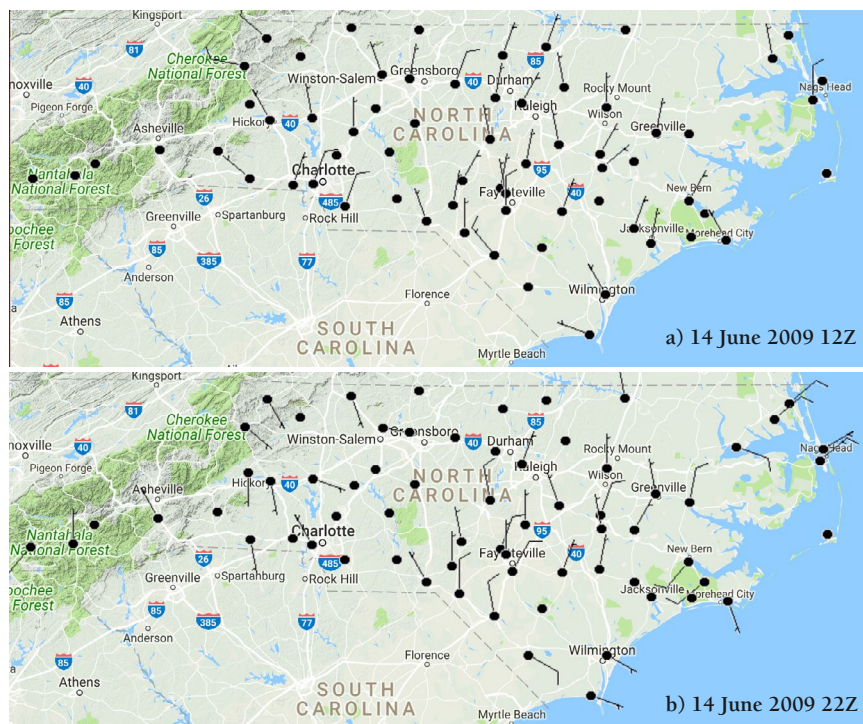 Kingsport
81
Cherokee
National Forest
noxville
40
Pigeon Forge
Winston-Salem
Greensboro
40
Durham
85
Rocky Mount
Raleigh
Nags Head
NORTH
CAROLINA
Wilson
Greenville
Asheville
Hickory
40
Nantahala
National Forest
Charlotte
95
Fayetteville
40
New Bern
26
Spartanburg
Rock Hill
485
Greenville
oochee
Forest
Jacksonville
Morehead City
85
385
77
Anderson
85
Florence
Wilmington
Athens
SOUTH
CAROLINA
Myrtle Beach
a) 14 June 2009 12Z
Kingsport
81
Cherokee
National Forest
noxville
40
Pigeon Forge
Winston-Salem
Greensboro
40
Durham
85
Rocky Mount
Raleigh
Nags Head
NORTH
CAROLINA
Wilson
Greenville
Asheville
Hickory
40
Nantahala
National Forest
Charlotte
95
Fayetteville
40
New Bern
26
Spartanburg
Rock Hill
485
Greenville
oochee
Forest
Jacksonville
Morehead City
85
385
77
Anderson
85
Florence
Wilmington
Athens
SOUTH
CAROLINA
Myrtle Beach
b) 14 June 2009 22Z